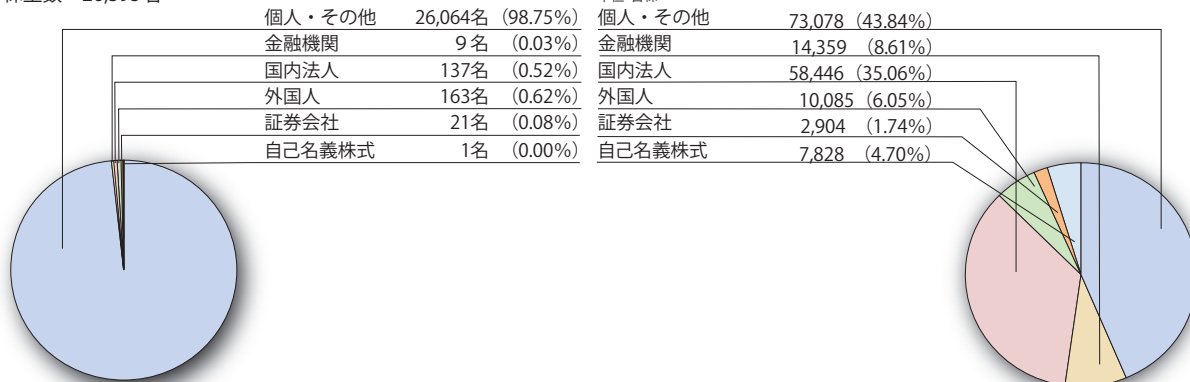 個人・その他 26,064名 (98.75%)
金融機関 9名 (0.03%)
国内法人 137名 (0.52%)
外国人 163名 (0.62%)
証券会社 21名 (0.08%)
自己名義株式 1名 (0.00%)
個人・その他 73,078 (43.84%)
金融機関 14,359 (8.61%)
国内法人 58,446 (35.06%)
外国人 10,085 (6.05%)
証券会社 2,904 (1.74%)
自己名義株式 7,828 (4.70%)